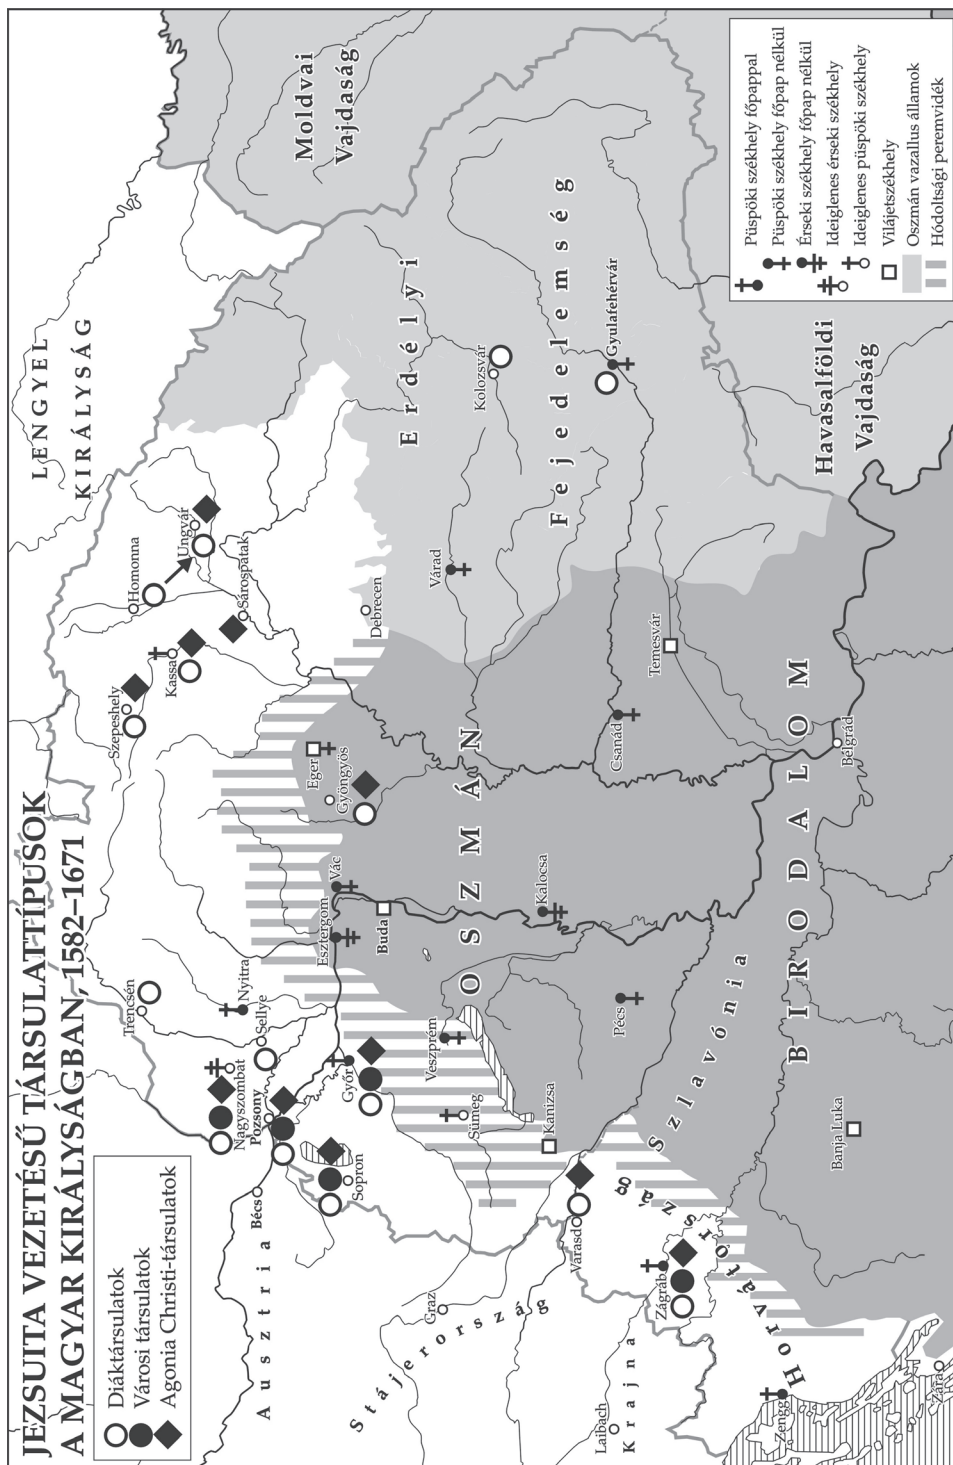 JEZSUITA VEZETÉSŰ TÁRSULATTÍPUSOK
A MAGYAR KIRÁLYSÁGBAN, 1582–1671
Diáktársulatok
Városi társulatok
Agonia Christi-társulatok
LENGYEL
KIRÁLYSÁG
Moldvai
Vajdaság
Erdélyi
Fejedelemség
Havasalföldi
Vajdaság
OSZMÁN
BIRODALOM
Ausztria
Stájerország
Krajna
Horvátország
Szlavónia
Trencsén
Nagyszombat
Pozsony
Nyitra
Sellye
Bécs
Sopron
Győr
Graz
Laibach
Varasd
Zágráb
Zengg
Zára
Szepeshely
Kassa
Homonna
Ungvár
Sárospatak
Debrecen
Eger
Gyöngyös
Vác
Esztergom
Buda
Veszprém
Sümeg
Kanizsa
Kalocsa
Pécs
Banja Luka
Várad
Kolozsvár
Gyulafehérvár
Temesvár
Csanád
Bélgrád
Püspöki székhely főpappal
Püspöki székhely főpap nélkül
Érseki székhely főpap nélkül
Ideiglenes érseki székhely
Ideiglenes püspöki székhely
Vilájetszékhely
Oszmán vazallus államok
Hódoltsági peremvidék